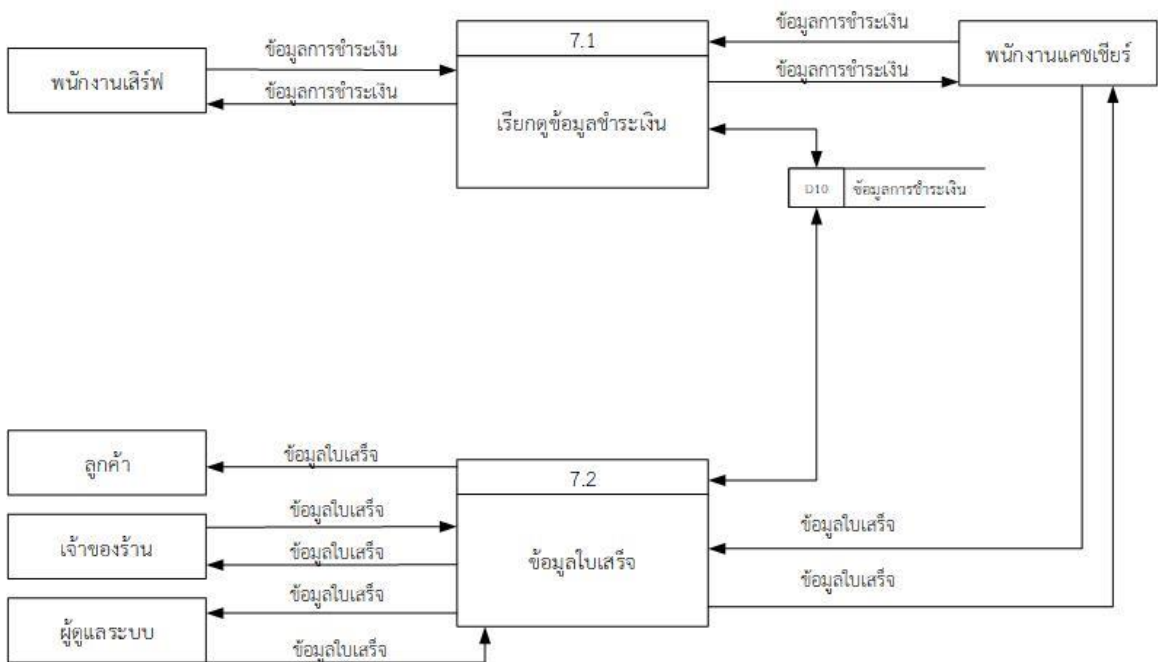 ข้อมูลการชำระเงิน
7.1
ข้อมูลการชำระเงิน
พนักงานเสิร์ฟ
พนักงานแคชเชียร์
ข้อมูลการชำระเงิน
ข้อมูลการชำระเงิน
เรียกดูข้อมูลชำระเงิน
D10 ข้อมูลการชำระเงิน
ลูกค้า
ข้อมูลใบเสร็จ
7.2
ข้อมูลใบเสร็จ
ข้อมูลใบเสร็จ
เจ้าของร้าน
ข้อมูลใบเสร็จ
ข้อมูลใบเสร็จ
ข้อมูลใบเสร็จ
ข้อมูลใบเสร็จ
ผู้ดูแลระบบ
ข้อมูลใบเสร็จ